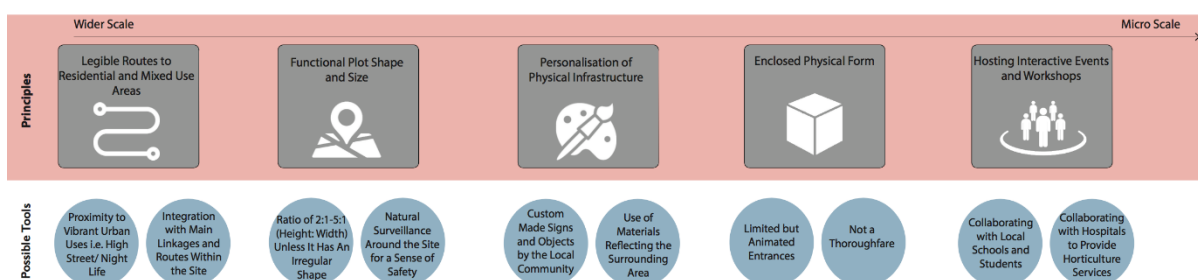 Wider Scale
Micro Scale
Principles
Legible Routes to
Residential and Mixed Use
Areas
Functional Plot Shape
and Size
Personalisation of
Physical Infrastructure
Enclosed Physical Form
Hosting Interactive Events
and Workshops
Possible Tools
Proximity to
Vibrant Urban
Uses i.e. High
Street/ Night
Life
Integration
with Main
Linkages and
Routes Within
the Site
Ratio of 2:1-5:1
(Height: Width)
Unless It Has An
Irregular
Shape
Natural
Surveillance
Around the Site
for a Sense of
Safety
Custom
Made Signs
and Objects
by the Local
Community
Use of
Materials
Reflecting the
Surrounding
Area
Limited but
Animated
Entrances
Not a
Thoroughfare
Collaborating
with Local
Schools and
Students
Collaborating
with Hospitals
to Provide
Horticulture
Services